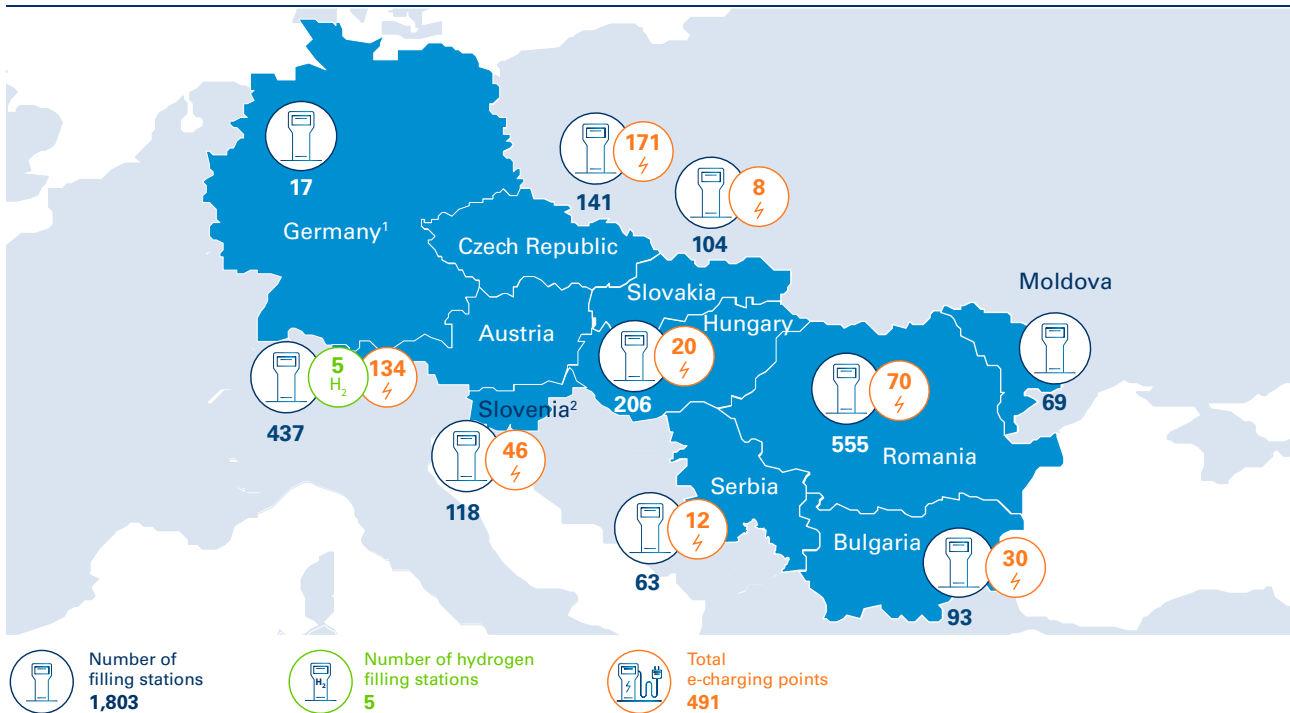 17
Germany¹
171
141
8
104
Czech Republic
Slovakia
Moldova
Hungary
Austria
5
H₂
134
437
20
206
70
555
69
Slovenia²
46
118
Romania
Serbia
12
63
Bulgaria
30
93
Number of
filling stations
1,803
H₂
Number of hydrogen
filling stations
5
Total
e-charging points
491